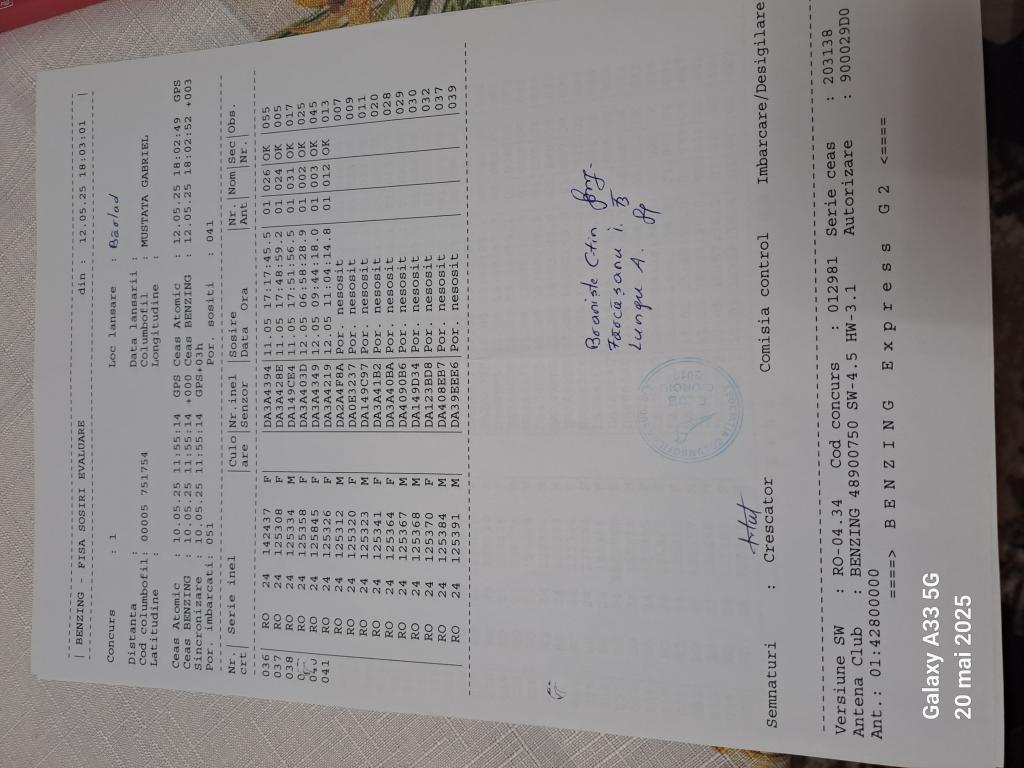 | BENZING - FISA SOSIRI EVALUARE din : 12.05.25 18:03:01 |
Concurs : 1 Loc lansare : Bârlad
Distanta : Data lansarii :
Cod columbofil: 00005 751754 Columbofil : MUSTATA GABRIEL
Latitudine : Longitudine :
Ceas Atomic : 10.05.25 11:55:14 GPS Ceas Atomic : 12.05.25 18:02:49 GPS
Ceas BENZING : 10.05.25 11:55:14 +000 Ceas BENZING : 12.05.25 18:02:52 +003
Sincronizare : 10.05.25 11:55:14 GPS+03h
Por. imbarcati: 051 Por. sositi : 041
Nr.| Serie inel |Culo|Nr.inel |Sosire |Nr. |Nom|Sec|Obs.
crt| |are |Senzor |Data Ora |Ant| |Nr.|
036| RO 24 142437 F |DA3A4394|11.05 17:17:45.5|01|026|OK |055
037 RO 24 125308 F |DA3A428E|11.05 17:48:59.2|01|024|OK |005
038 RO 24 125334 M |DA149CE4|11.05 17:51:56.5|01|031|OK |017
RO 24 125358 F |DA3A403D|12.05 06:58:28.9|01|002|OK |025
RO 24 125845 F |DA3A4349|12.05 09:44:18.0|01|003|OK |045
041 RO 24 125326 F |DA3A4219|12.05 11:04:14.8|01|012|OK |013
RO 24 125312 M |DA2A4F8A|Por. nesosit |007
RO 24 125320 F |DA0E3237|Por. nesosit |009
RO 24 125323 M |DA149C97|Por. nesosit |011
RO 24 125341 F |DA3A41B2|Por. nesosit |020
RO 24 125364 F |DA3A40BA|Por. nesosit |028
RO 24 125367 M |DA4090B6|Por. nesosit |029
RO 24 125368 M |DA149D34|Por. nesosit |030
RO 24 125370 F |DA123BD8|Por. nesosit |032
RO 24 125384 M |DA408EE7|Por. nesosit |037
RO 24 125391 M |DA39EEE6|Por. nesosit |039
Braniste Ctin
Tarcăsanu i.
Lungu A.
Semnaturi : Crescator Comisia control Imbarcare/Desigilare
Versiune SW : RO-04.34 Cod concurs : 012981 Serie ceas : 203138
Antena Club : BENZING 48900750 SW-4.5 HW-3.1 Autorizare : 900029D0
Ant.: 01:42800000
====> B E N Z I N G E x p r e s s G 2 <====
Galaxy A33 5G
20 mai 2025